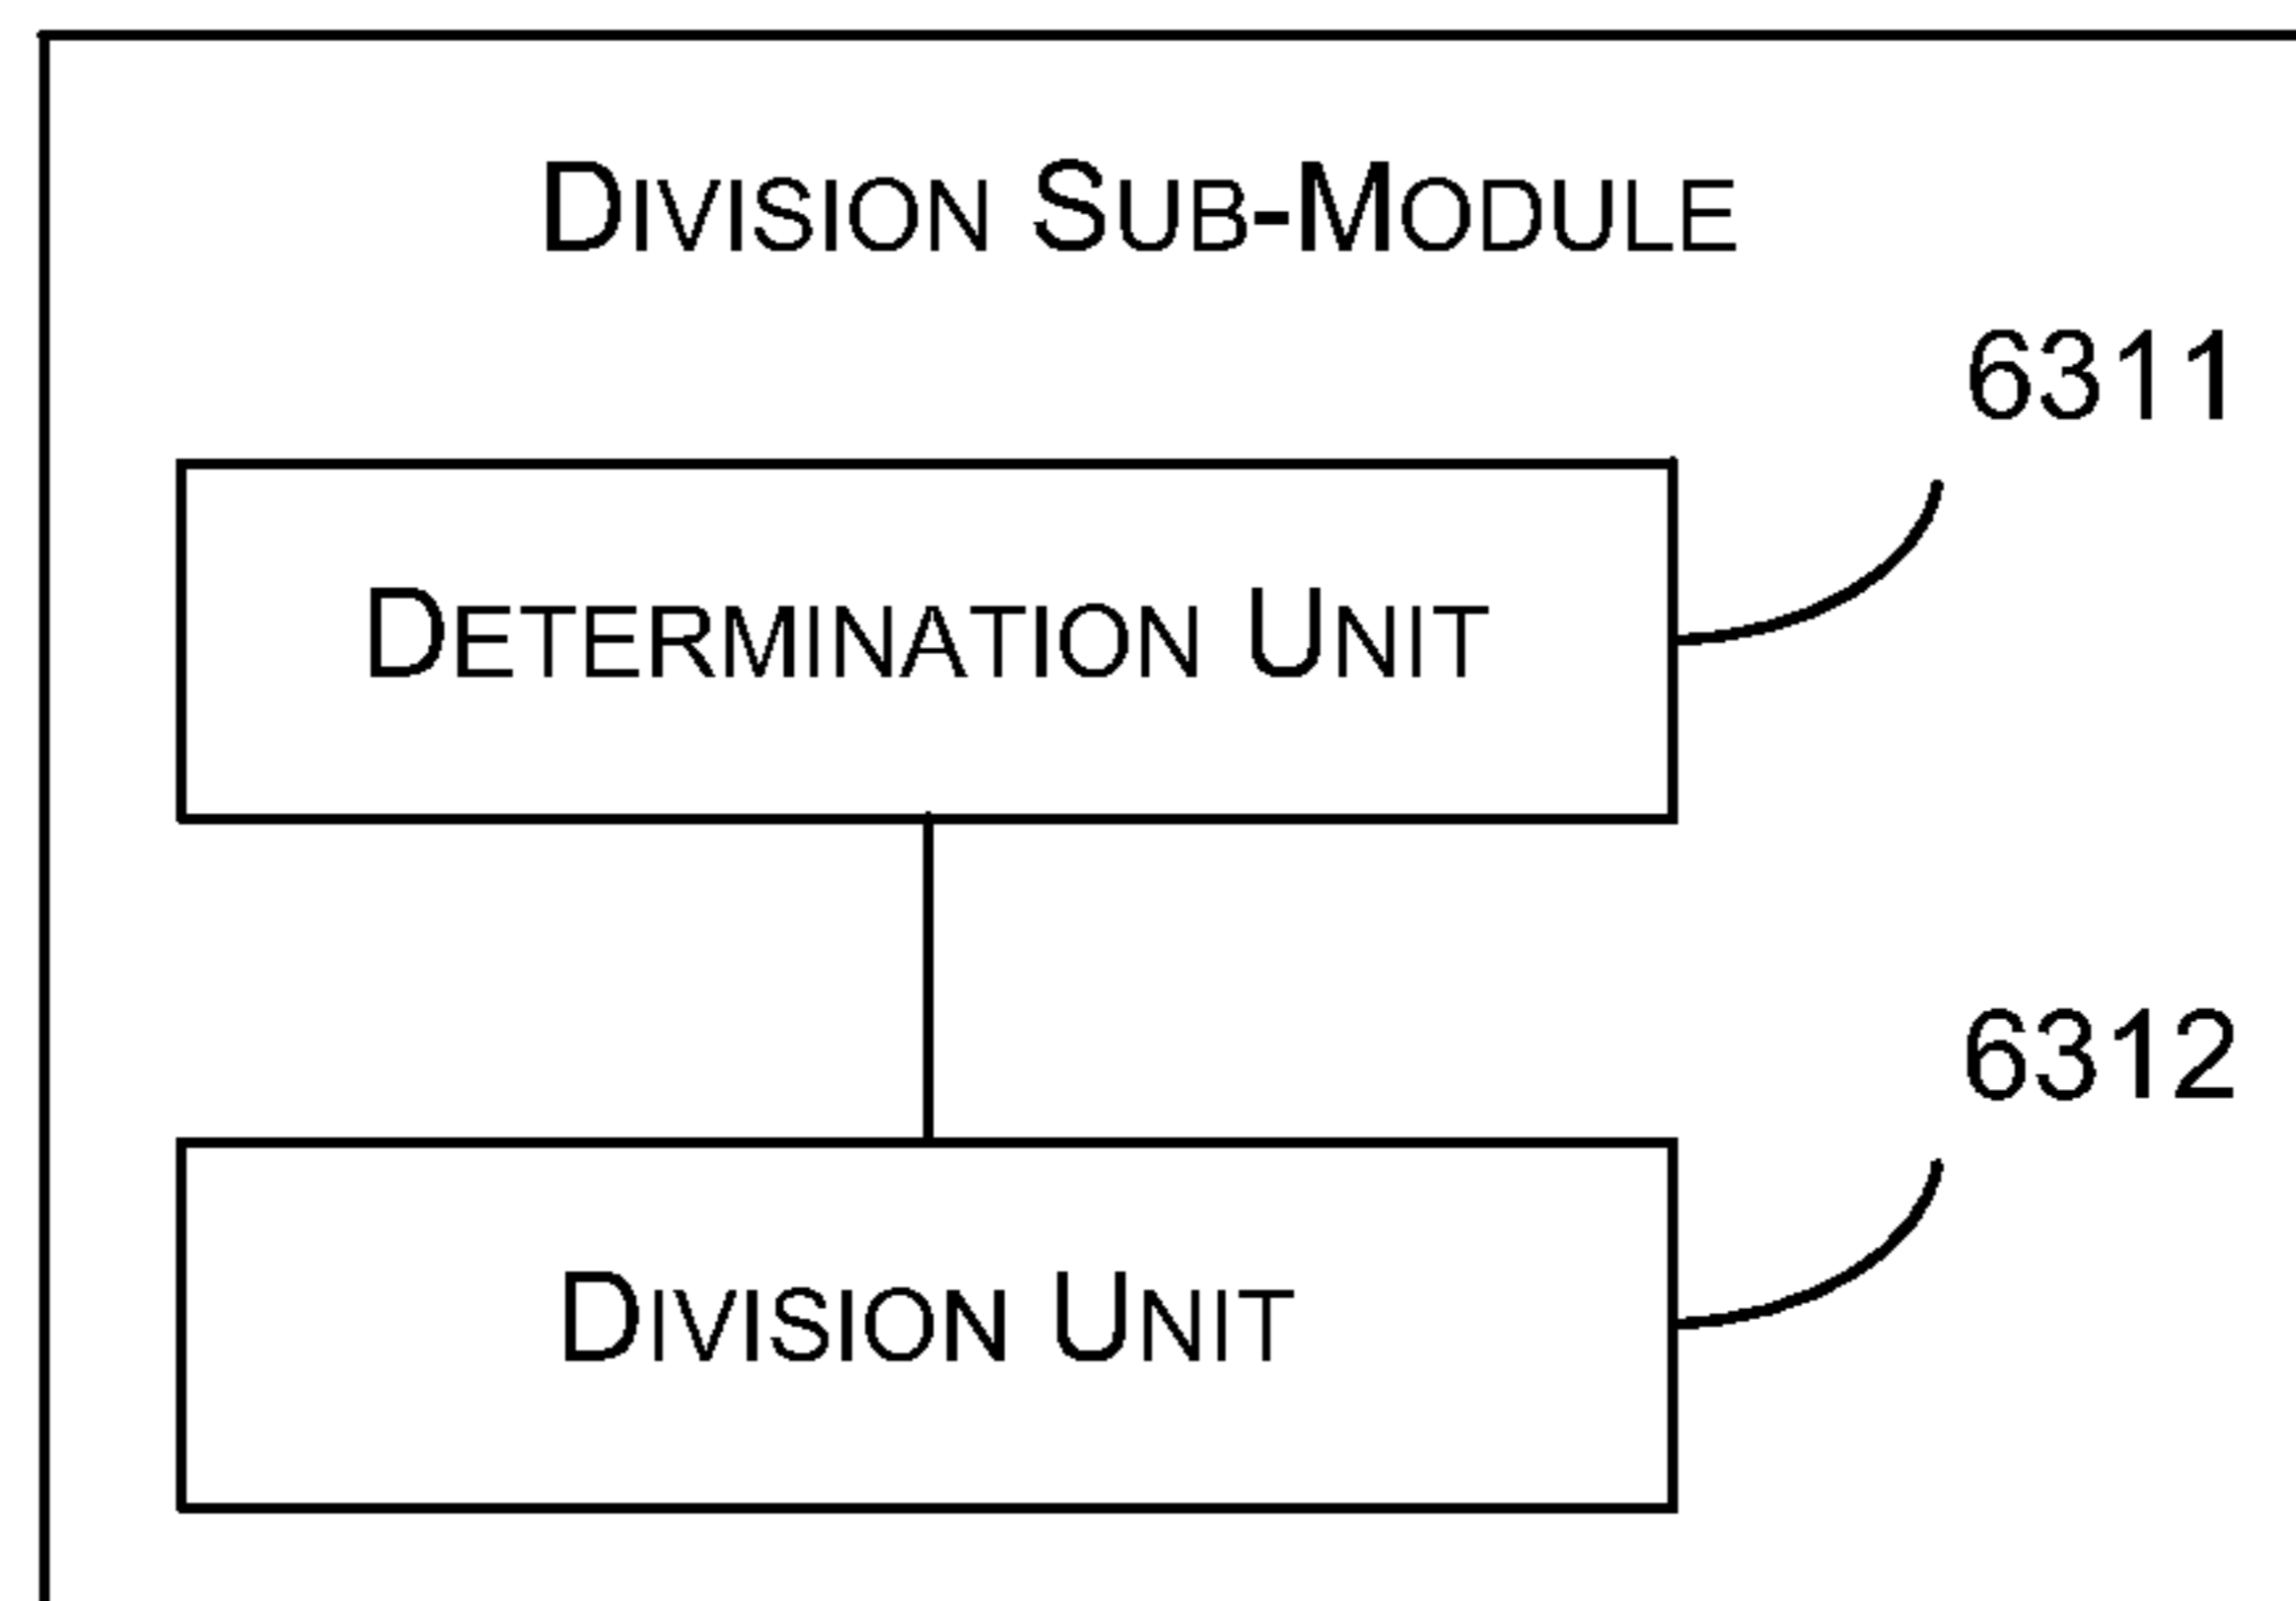 DIVISION SUB-MODULE
6311
DETERMINATION UNIT
6312
DIVISION UNIT